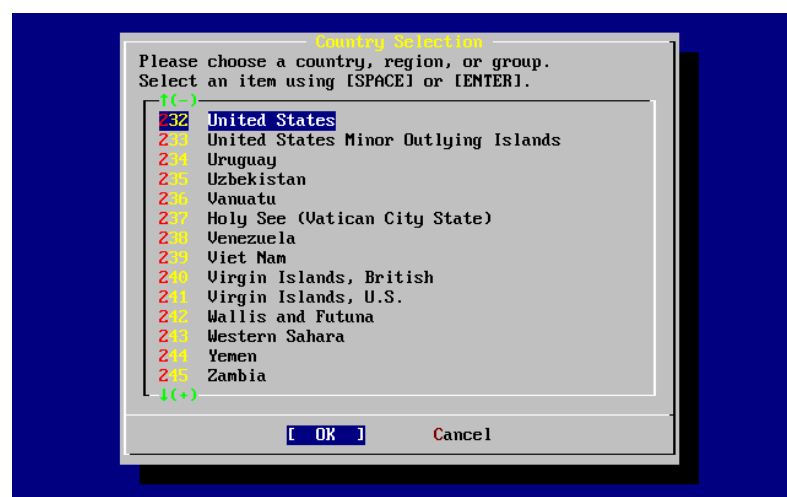 Country Selection
Please choose a country, region, or group.
Select an item using [SPACE] or [ENTER].
↑(-)
232 United States
233 United States Minor Outlying Islands
234 Uruguay
235 Uzbekistan
236 Vanuatu
237 Holy See (Vatican City State)
238 Venezuela
239 Viet Nam
240 Virgin Islands, British
241 Virgin Islands, U.S.
242 Wallis and Futuna
243 Western Sahara
244 Yemen
245 Zambia
↓(+)
[ OK ] Cancel